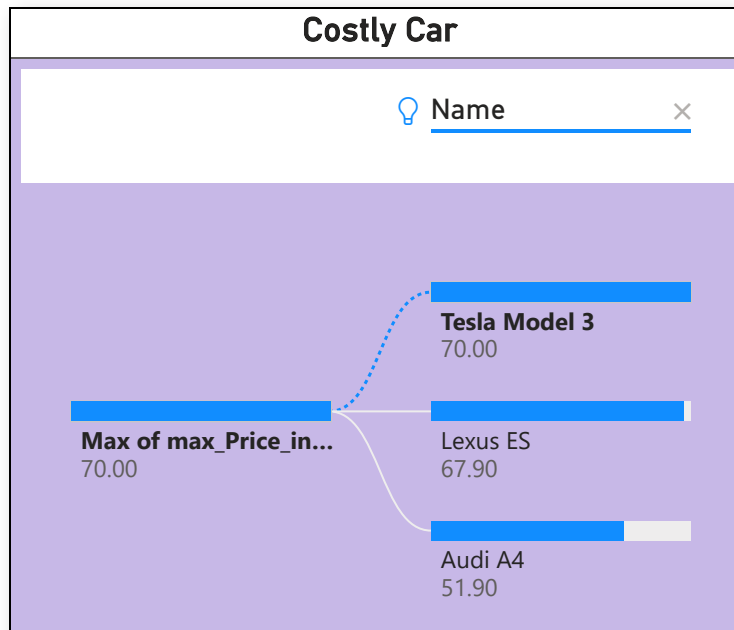 Costly Car
Name
Tesla Model 3
70.00
Max of max_Price_in...
70.00
Lexus ES
67.90
Audi A4
51.90